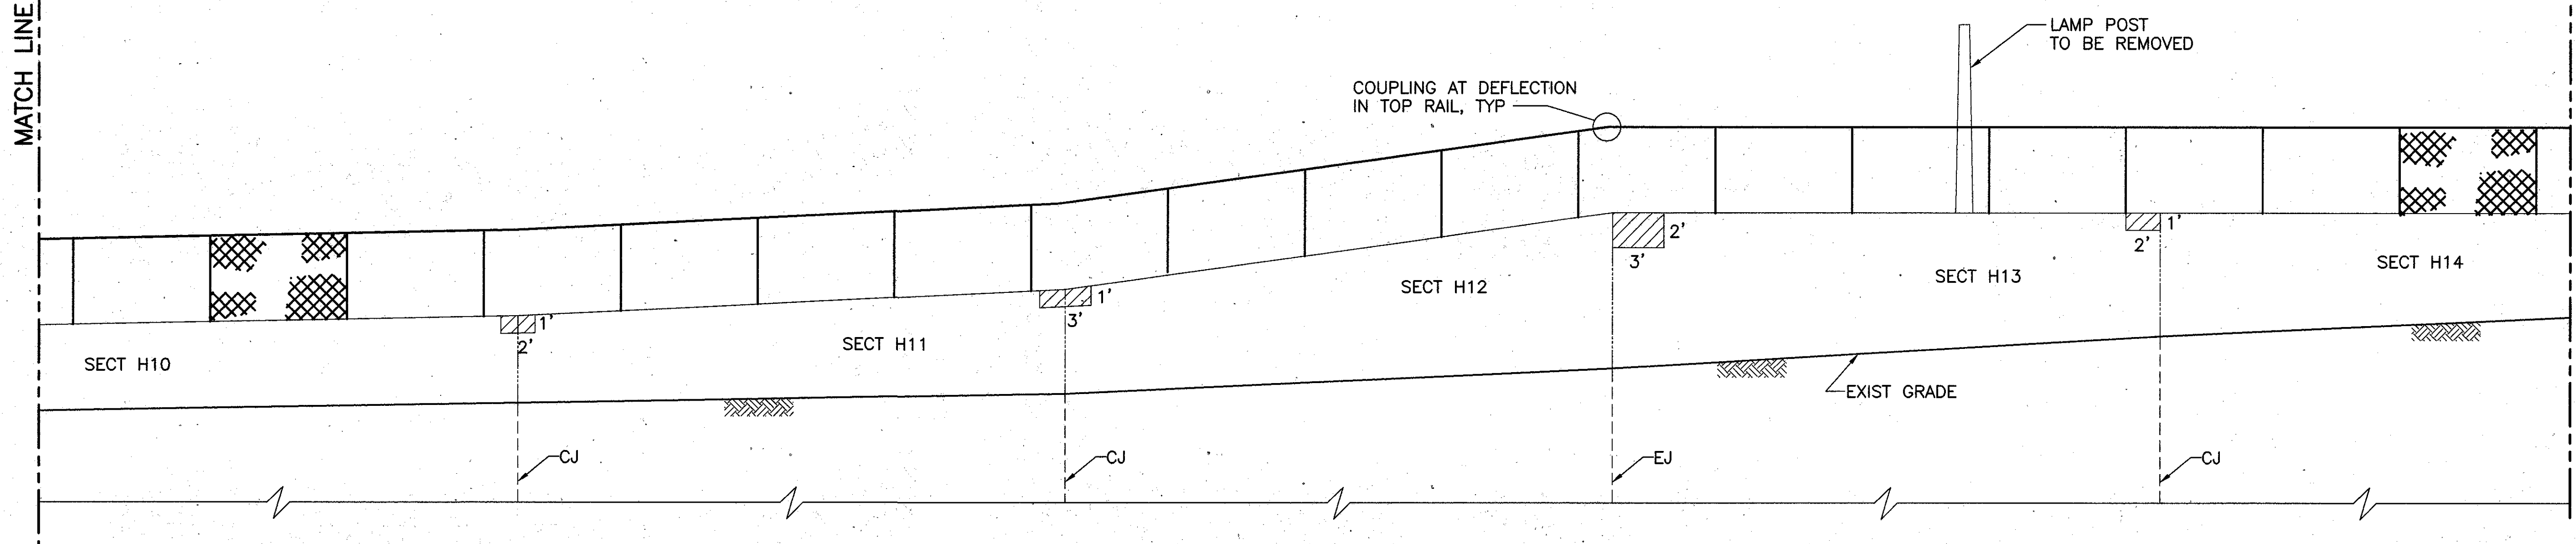 MATCH LINE
LAMP POST
TO BE REMOVED
COUPLING AT DEFLECTION
IN TOP RAIL, TYP
2'
3'
1'
2'
SECT H14
SECT H13
SECT H12
1'
3'
1'
2'
SECT H11
SECT H10
EXIST GRADE
CJ
CJ
EJ
CJ